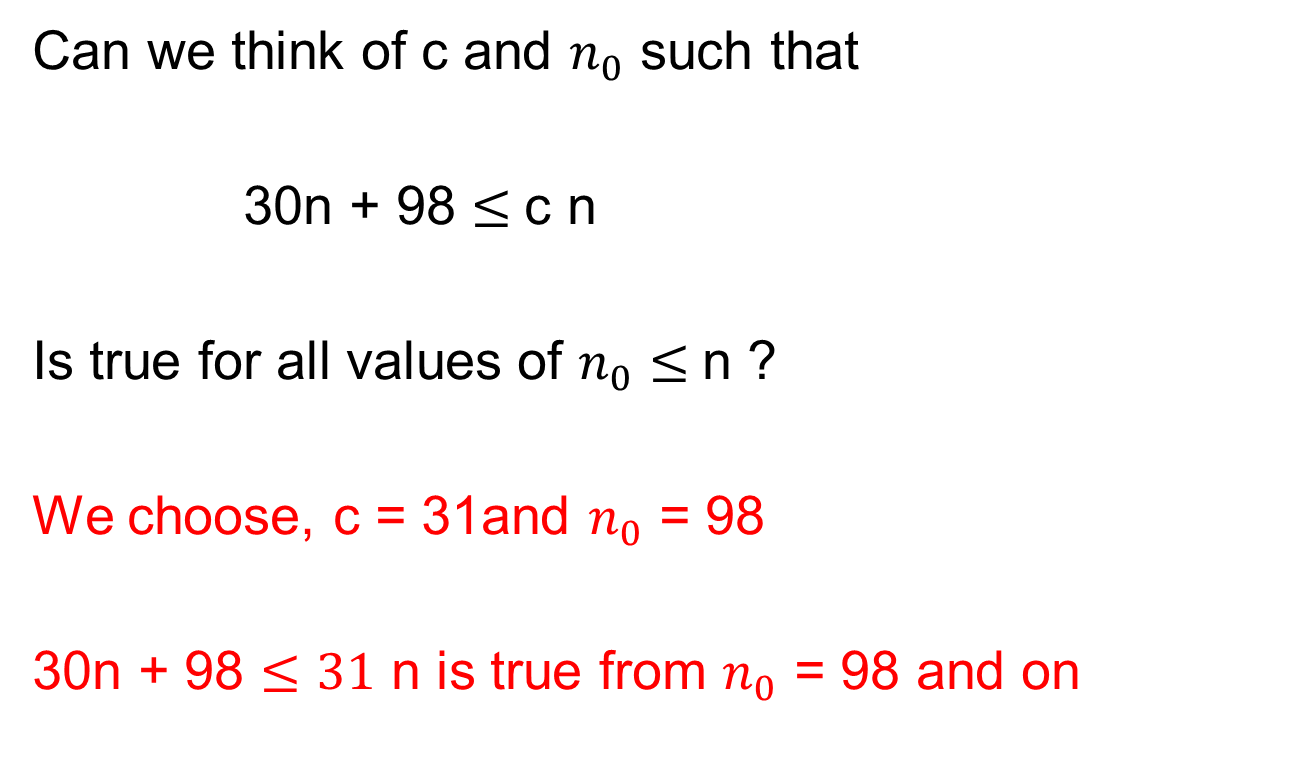 Can we think of c and n₀ such that
30n + 98 ≤ c n
Is true for all values of n₀ ≤ n ?
We choose, c = 31and n₀ = 98
30n + 98 ≤ 31 n is true from n₀ = 98 and on